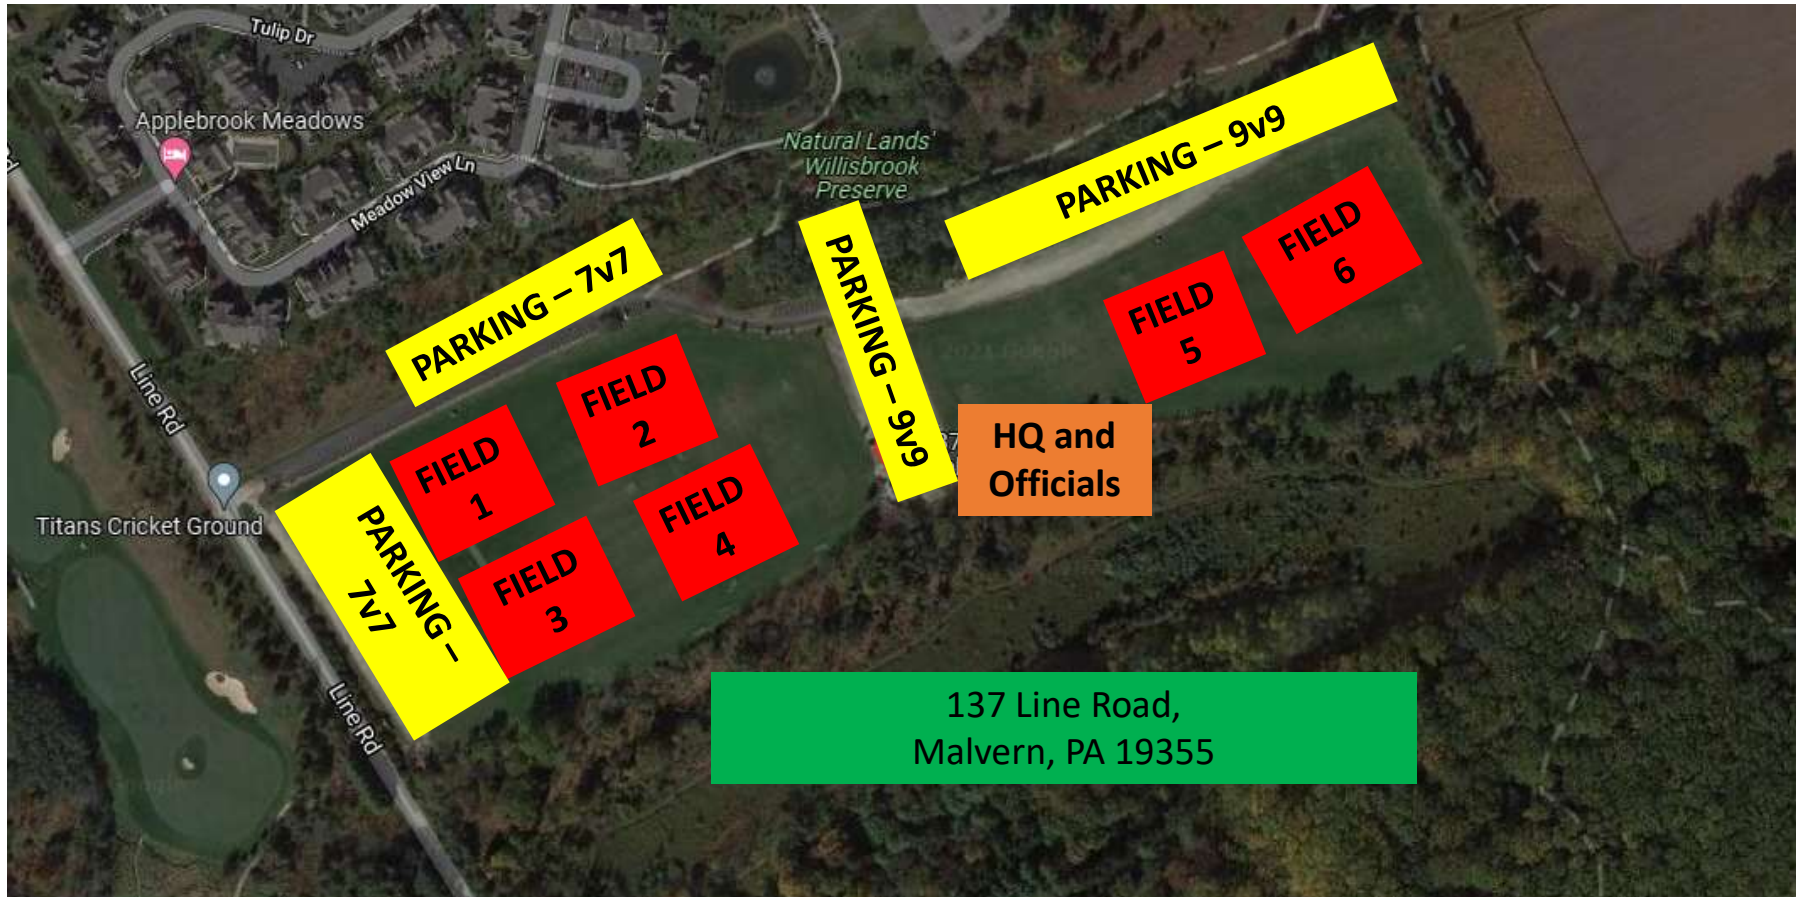 Tulip Dr
Applebrook Meadows
Meadow View Ln
Natural Lands'
Willisbrook
Preserve
PARKING – 9v9
PARKING – 7v7
PARKING – 9v9
FIELD
6
FIELD
5
FIELD
2
FIELD
1
FIELD
4
FIELD
3
HQ and
Officials
Line Rd
Titans Cricket Ground
PARKING –
7v7
Line Rd
137 Line Road,
Malvern, PA 19355